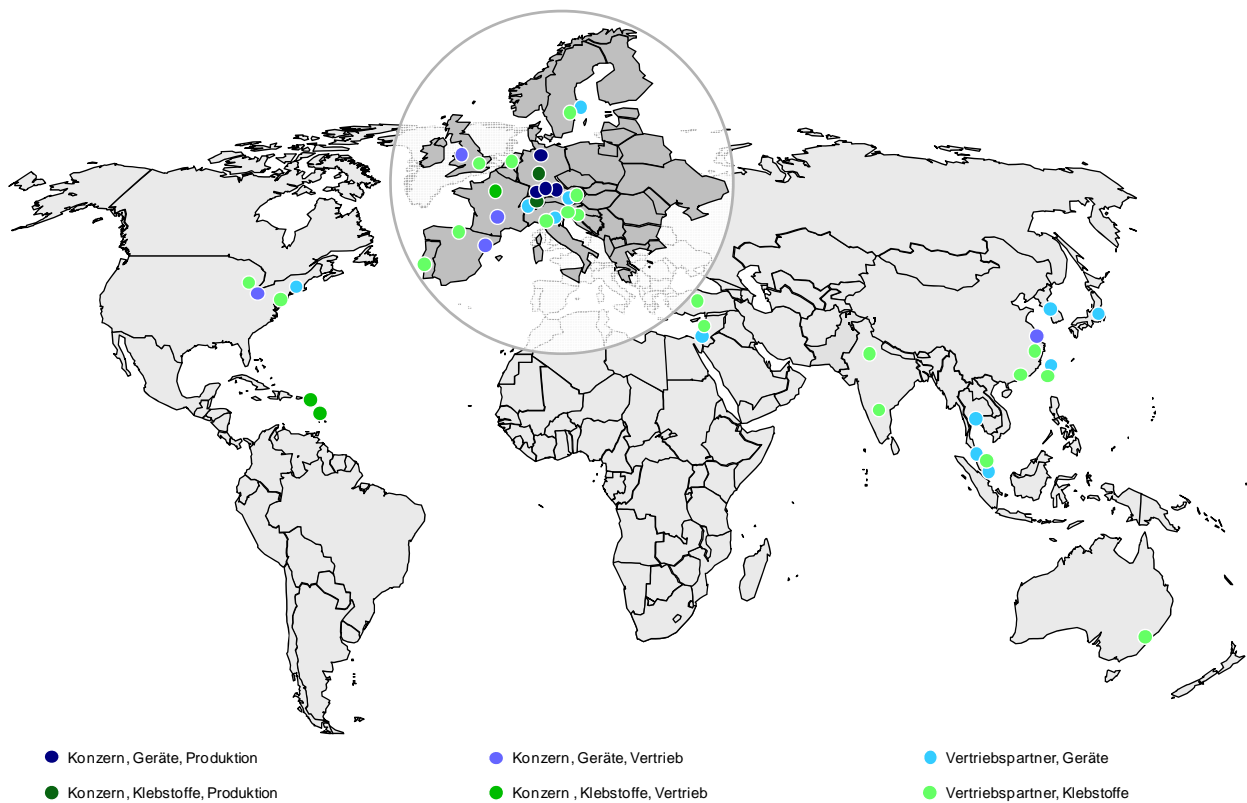 Konzern, Geräte, Produktion
Konzern, Geräte, Vertrieb
Vertriebspartner, Geräte
Konzern, Klebstoffe, Produktion
Konzern , Klebstoffe, Vertrieb
Vertriebspartner, Klebstoffe